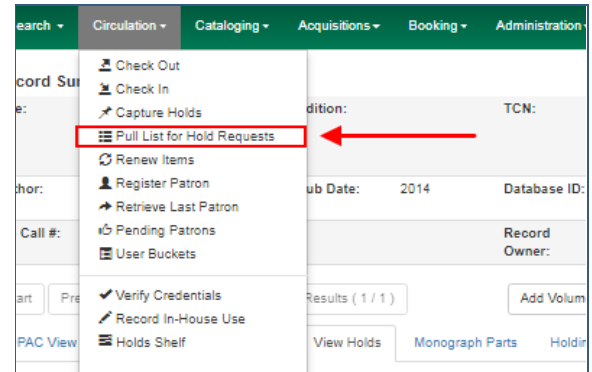 earch Circulation Cataloging Acquisitions Booking Administration
cord Sur
Check Out
Check In
e: dition: TCN:
Capture Holds
Pull List for Hold Requests
Renew Items
Register Patron
thor: ub Date: 2014 Database ID:
Retrieve Last Patron
Call #: Pending Patrons Record
Owner:
User Buckets
art Pre Verify Credentials Results ( 1 / 1 ) Add Volum
Record In-House Use
PAC View Holds Shelf View Holds Monograph Parts Holdin